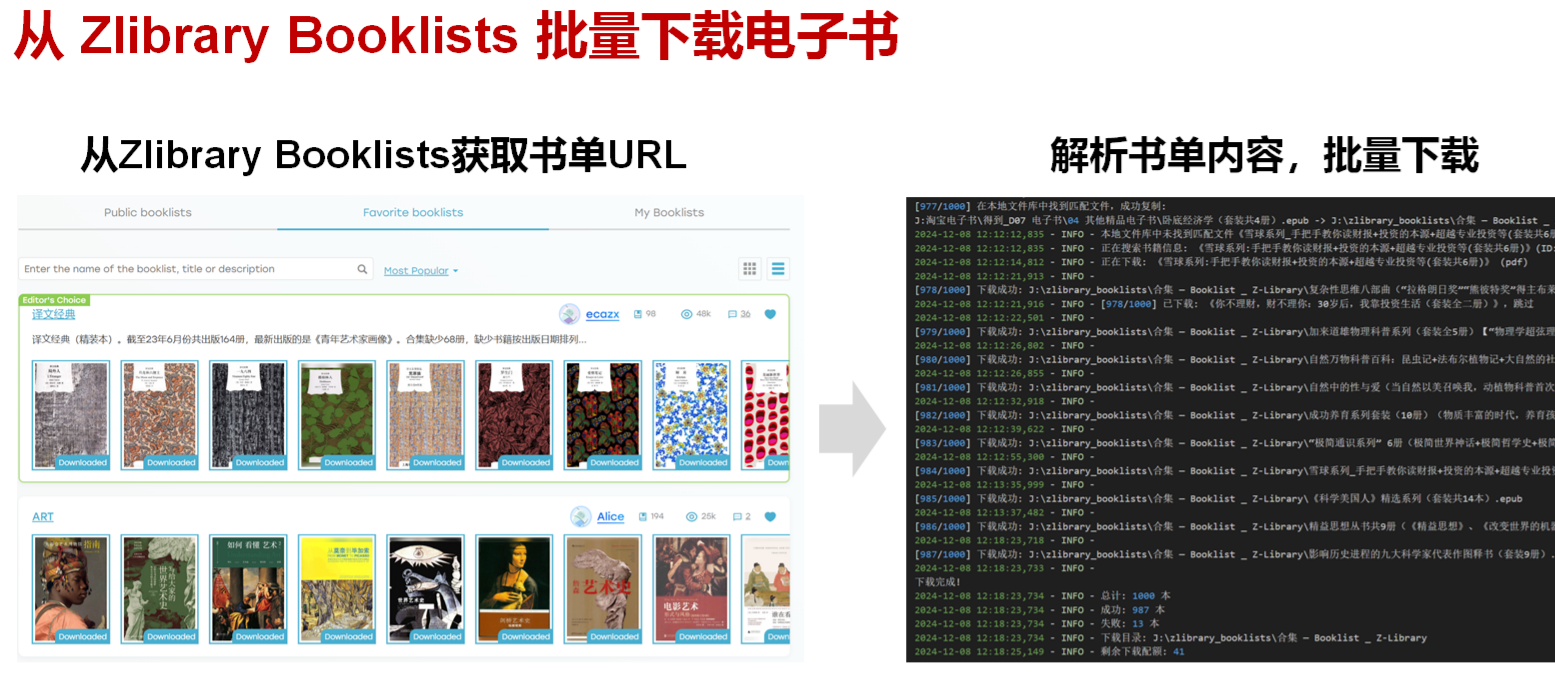 从 Zlibrary Booklists 批量下载电子书
从Zlibrary Booklists获取书单URL
Public booklists
Favorite booklists
My Booklists
Enter the name of the booklist, title or description
Most Popular
Editor's Choice
译文经典
ecazx
98
48k
36
译文经典（精装本）。截至23年6月份共出版164册，最新出版的是《青年艺术家画像》。合集缺少68册，缺少书籍按出版日期排列...
Downloaded
Downloaded
Downloaded
Downloaded
Downloaded
Downloaded
Downloaded
Downloaded
Down
ART
Alice
194
25k
2
指南
写给大家的
世界艺术史
如何看懂艺术?
世界艺术史
艺术史
电影艺术
Downloaded
Downloaded
Downloaded
Downloaded
Downloaded
Downloaded
Downloaded
Downloaded
Down
解析书单内容，批量下载
[977/1000] 在本地文件库中找到匹配文件，成功复制:
J:淘宝电子书\得到_D07 电子书\04 其他精品电子书\卧底经济学（套装共4册）.epub -> J:\zlibrary_booklists\合集 — Booklist _
2024-12-08 12:12:12,835 - INFO - 本地文件库中未找到匹配文件《雪球系列_手把手教你读财报+投资的本源+超越专业投资等(套装共6册
2024-12-08 12:12:12,835 - INFO - 正在搜索书籍信息: 《雪球系列:手把手教你读财报+投资的本源+超越专业投资等(套装共6册)》(ID:
2024-12-08 12:12:14,812 - INFO - 正在下载: 《雪球系列:手把手教你读财报+投资的本源+超越专业投资等(套装共6册)》 (pdf)
2024-12-08 12:12:21,913 - INFO -
[978/1000] 下载成功: J:\zlibrary_booklists\合集 — Booklist _ Z-Library\复杂性思维八部曲（“拉格朗日奖”“熊彼特奖”得主布莱
2024-12-08 12:12:21,916 - INFO - [978/1000] 已下载: 《你不理财，财不理你: 30岁后，我靠投资生活（套装全二册）》，跳过
2024-12-08 12:12:22,501 - INFO -
[979/1000] 下载成功: J:\zlibrary_booklists\合集 — Booklist _ Z-Library\加来道雄物理科普系列（套装全5册）【“物理学超弦理
2024-12-08 12:12:26,802 - INFO -
[980/1000] 下载成功: J:\zlibrary_booklists\合集 — Booklist _ Z-Library\自然万物科普百科: 昆虫记+法布尔植物记+大自然的社
2024-12-08 12:12:26,855 - INFO -
[981/1000] 下载成功: J:\zlibrary_booklists\合集 — Booklist _ Z-Library\自然中的性与爱（当自然以美召唤我，动植物科普首次
2024-12-08 12:12:32,918 - INFO -
[982/1000] 下载成功: J:\zlibrary_booklists\合集 — Booklist _ Z-Library\成功养育系列套装（10册）（物质丰富的时代，养育孩
2024-12-08 12:12:39,622 - INFO -
[983/1000] 下载成功: J:\zlibrary_booklists\合集 — Booklist _ Z-Library\“极简通识系列” 6册（极简世界神话+极简哲学史+极简
2024-12-08 12:12:55,300 - INFO -
[984/1000] 下载成功: J:\zlibrary_booklists\合集 — Booklist _ Z-Library\雪球系列_手把手教你读财报+投资的本源+超越专业投资
2024-12-08 12:13:35,999 - INFO -
[985/1000] 下载成功: J:\zlibrary_booklists\合集 — Booklist _ Z-Library\《科学美国人》精选系列（套装共14本）.epub
2024-12-08 12:13:37,482 - INFO -
[986/1000] 下载成功: J:\zlibrary_booklists\合集 — Booklist _ Z-Library\精益思想丛书共9册（《精益思想》、《改变世界的机器
2024-12-08 12:18:23,718 - INFO -
[987/1000] 下载成功: J:\zlibrary_booklists\合集 — Booklist _ Z-Library\影响历史进程的九大科学家代表作图释书（套装9册）.
2024-12-08 12:18:23,733 - INFO -
下载完成!
2024-12-08 12:18:23,734 - INFO - 总计: 1000 本
2024-12-08 12:18:23,734 - INFO - 成功: 987 本
2024-12-08 12:18:23,734 - INFO - 失败: 13 本
2024-12-08 12:18:23,734 - INFO - 下载目录: J:\zlibrary_booklists\合集 — Booklist _ Z-Library
2024-12-08 12:18:25,149 - INFO - 剩余下载配额: 41